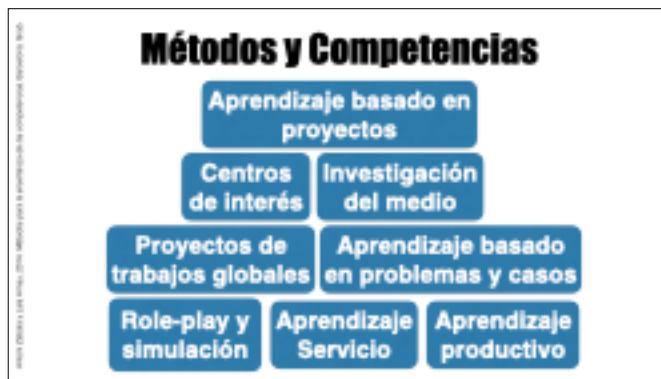 Métodos y Competencias
Aprendizaje basado en
proyectos
Centros
de interés
Investigación
del medio
Proyectos de
trabajos globales
Aprendizaje basado
en problemas y casos
Role-play y
simulación
Aprendizaje
Servicio
Aprendizaje
productivo